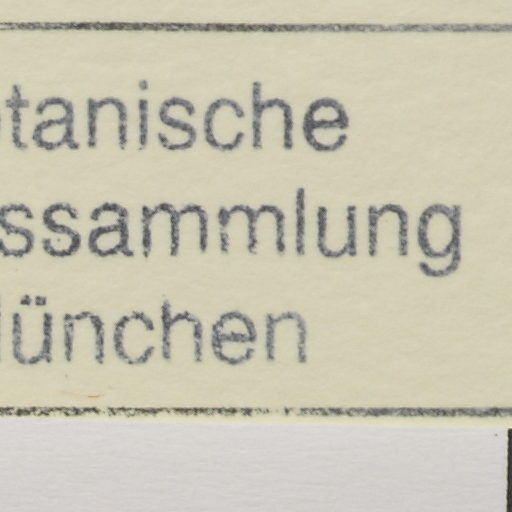 tanische
ssammlung
ünchen